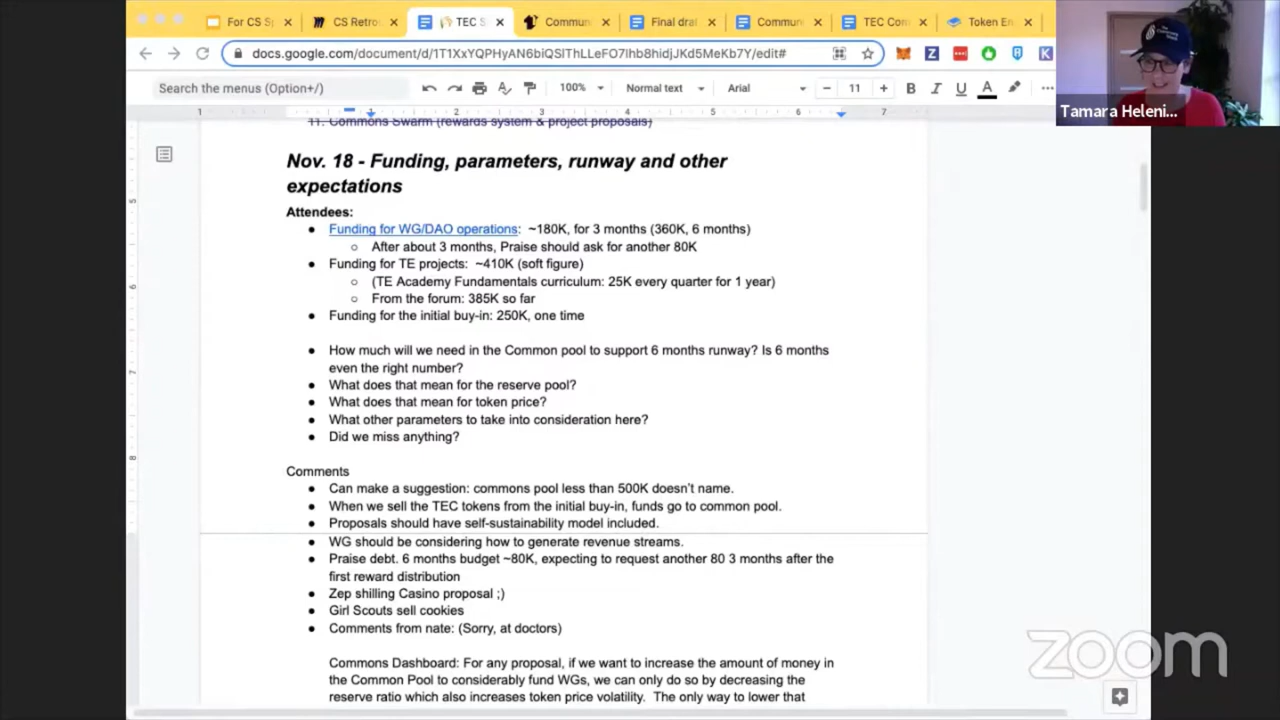 For CS S
CS Retro
TEC S
Commun
Final dra
Commun
TEC Com
Token En
docs.google.com/document/d/1T1XxYQPHyAN6biQSlThLLeFO7lhb8hidjJKd5MeKb7Y/edit#
Search the menus (Option+/)
100%
Normal text
Arial
11
Tamara Heleni...
1 1 2 3 4 5 6 7
11. Commons Swarm (rewards system & project proposals)
Nov. 18 - Funding, parameters, runway and other
expectations
Attendees:
● Funding for WG/DAO operations: ~180K, for 3 months (360K, 6 months)
○ After about 3 months, Praise should ask for another 80K
● Funding for TE projects: ~410K (soft figure)
○ (TE Academy Fundamentals curriculum: 25K every quarter for 1 year)
○ From the forum: 385K so far
● Funding for the initial buy-in: 250K, one time
● How much will we need in the Common pool to support 6 months runway? Is 6 months
even the right number?
● What does that mean for the reserve pool?
● What does that mean for token price?
● What other parameters to take into consideration here?
● Did we miss anything?
Comments
● Can make a suggestion: commons pool less than 500K doesn't name.
● When we sell the TEC tokens from the initial buy-in, funds go to common pool.
● Proposals should have self-sustainability model included.
● WG should be considering how to generate revenue streams.
● Praise debt. 6 months budget ~80K, expecting to request another 80 3 months after the
first reward distribution
● Zep shilling Casino proposal ;)
● Girl Scouts sell cookies
● Comments from nate: (Sorry, at doctors)
Commons Dashboard: For any proposal, if we want to increase the amount of money in
the Common Pool to considerably fund WGs, we can only do so by decreasing the
reserve ratio which also increases token price volatility. The only way to lower that
5
6
7
8
zoom